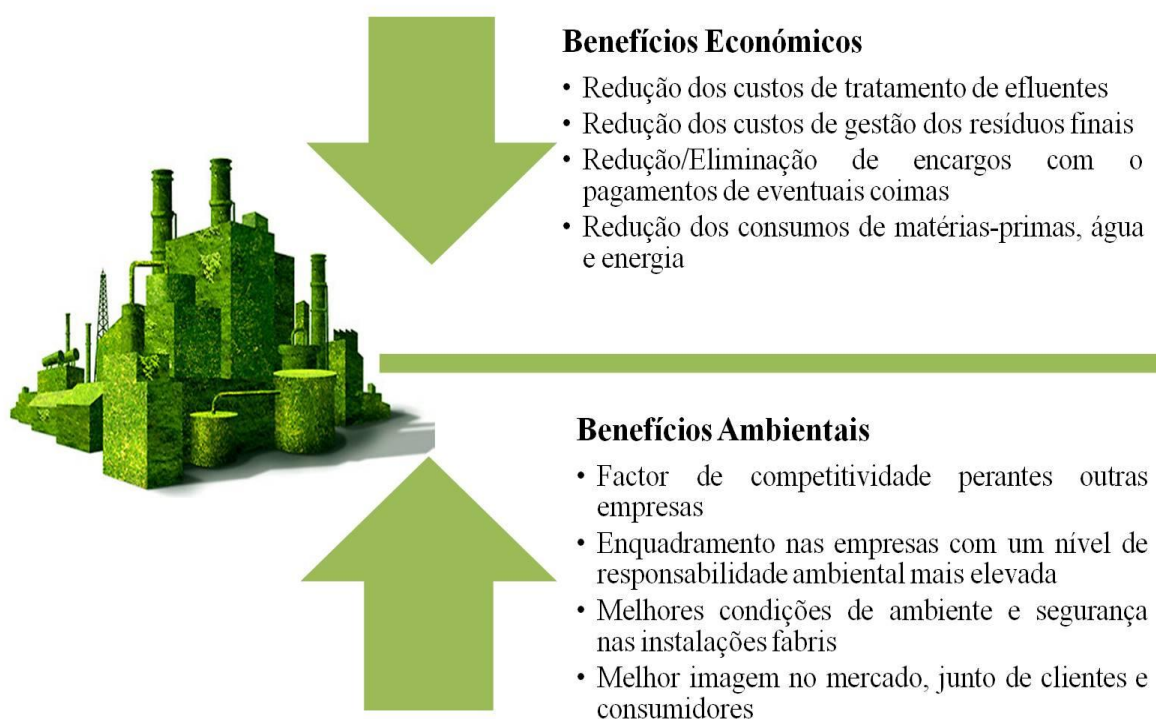 Benefícios Económicos
• Redução dos custos de tratamento de efluentes
• Redução dos custos de gestão dos resíduos finais
• Redução/Eliminação de encargos com o
pagamentos de eventuais coimas
• Redução dos consumos de matérias-primas, água
e energia
Benefícios Ambientais
• Factor de competitividade perantes outras
empresas
• Enquadramento nas empresas com um nível de
responsabilidade ambiental mais elevada
• Melhores condições de ambiente e segurança
nas instalações fabris
• Melhor imagem no mercado, junto de clientes e
consumidores